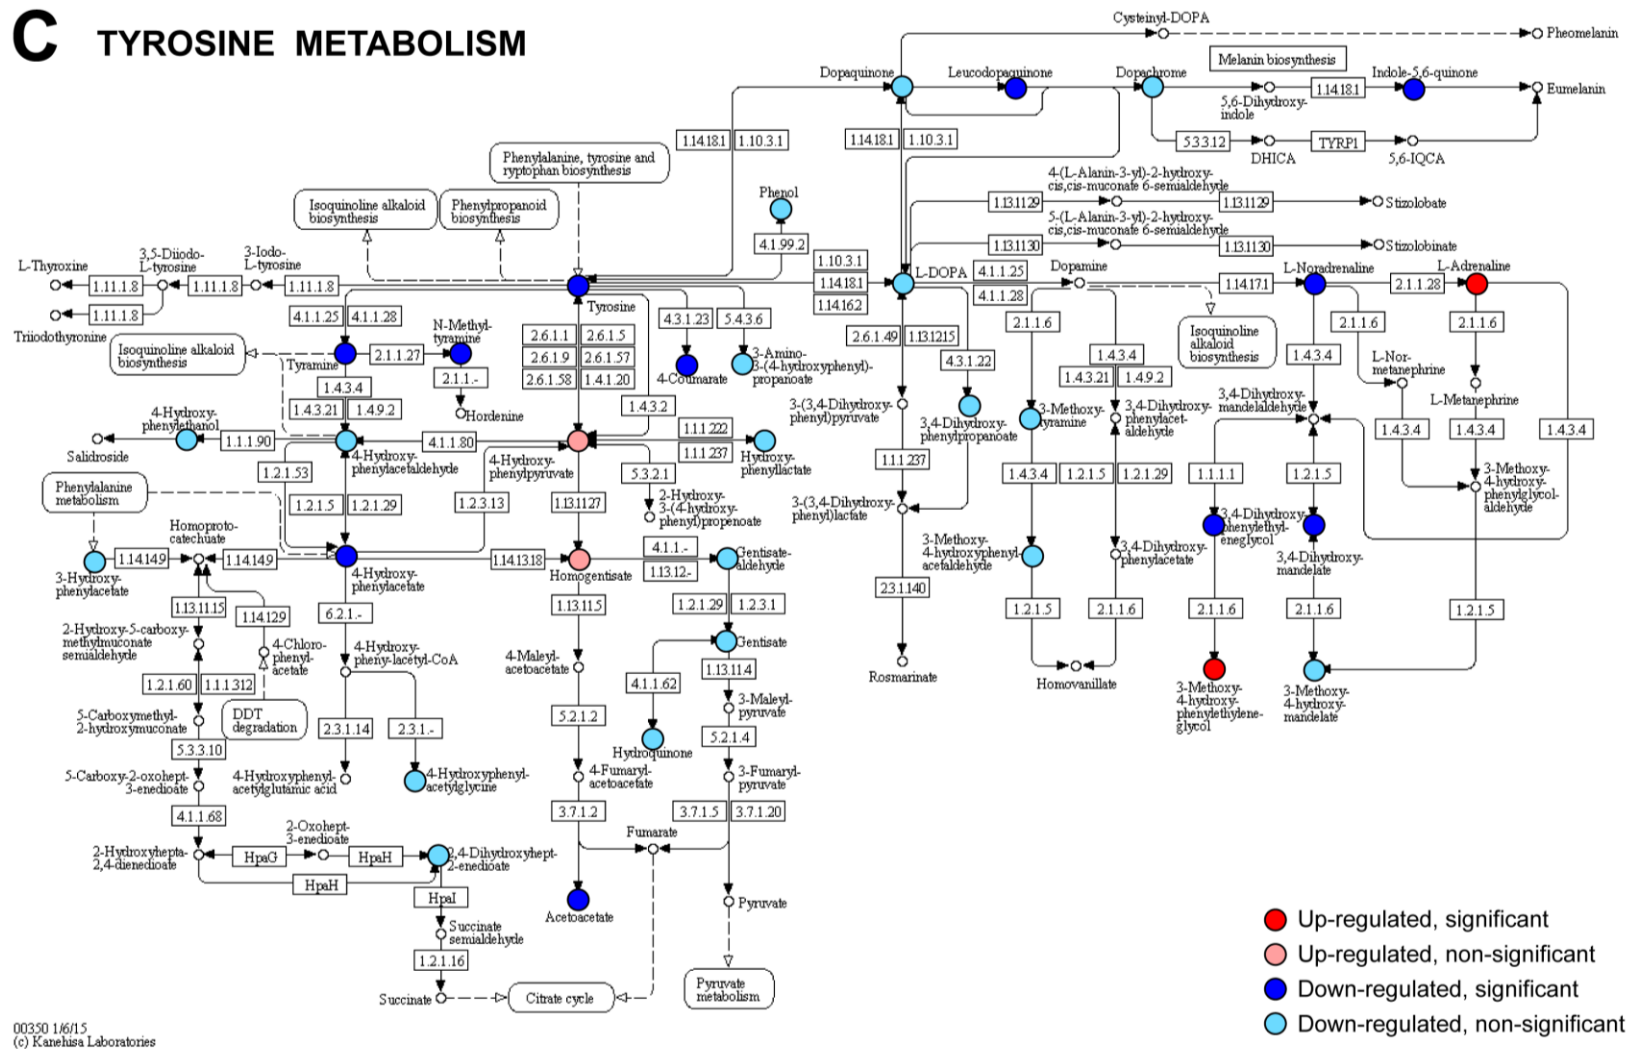 C TYROSINE METABOLISM
Cysteinyl-DOPA
Pheomelanin
Melanin biosynthesis
Dopaquinone
Leucodopaquinone
Dopachrome
Indole-5,6-quinone
1.14.18.1
Eumelanin
5,6-Dihydroxy-
indole
1.14.18.1 1.10.3.1
1.14.18.1 1.10.3.1
5.3.3.12
TYRP1
DHICA
5,6-IQCA
Phenylalanine, tyrosine and
ryptophan biosynthesis
Isoquinoline alkaloid
biosynthesis
Phenylpropanoid
biosynthesis
Phenol
4.1.99.2
4-(L-Alanin-3-yl)-2-hydroxy-
cis,cis-muconate 6-semialdehyde
1.13.11.29
1.13.11.29
Stizolobate
5-(L-Alanin-3-yl)-2-hydroxy-
cis,cis-muconate 6-semialdehyde
1.13.11.30
1.13.11.30
Stizolobinate
L-Thyroxine
3,5-Diiodo-
L-tyrosine
3-Iodo-
L-tyrosine
1.11.1.8
1.11.1.8
1.11.1.8
1.11.1.8
Triiodothyronine
Tyrosine
1.10.3.1
1.14.18.1
1.14.16.2
L-DOPA
4.1.1.25
4.1.1.28
Dopamine
1.14.17.1
L-Noradrenaline
2.1.1.28
L-Adrenaline
4.1.1.25 4.1.1.28
Isoquinoline alkaloid
biosynthesis
Tyramine
2.1.1.27
N-Methyl-
tyramine
2.1.1.-
Hordenine
2.6.1.1 2.6.1.5
2.6.1.9 2.6.1.57
2.6.1.58 1.4.1.20
4.3.1.23
5.4.3.6
4-Coumarate
3-Amino-
3-(4-hydroxyphenyl)-
propanoate
2.6.1.49 1.13.12.15
4.3.1.22
2.1.1.6
Isoquinoline
alkaloid
biosynthesis
2.1.1.6
2.1.1.6
1.4.3.4
1.4.3.4
1.4.3.21 1.4.9.2
L-Nor-
metanephrine
L-Metanephrine
1.4.3.4
1.4.3.21 1.4.9.2
1.4.3.2
4-Hydroxy-
phenylethanol
Salidroside
1.1.1.90
4-Hydroxy-
phenylacetaldehyde
4.1.1.80
4-Hydroxy-
phenylpyruvate
1.1.1.222
1.1.1.237
Hydroxy-
phenyllactate
3-(3,4-Dihydroxy-
phenyl)pyruvate
3,4-Dihydroxy-
phenylpropanoate
3-Methoxy-
tyramine
3,4-Dihydroxy-
phenylacet-
aldehyde
3,4-Dihydroxy-
mandelaldehyde
1.4.3.4
1.4.3.4
1.4.3.4
1.2.1.53
Phenylalanine
metabolism
1.2.1.5 1.2.1.29
1.2.3.13
1.13.11.27
5.3.2.1
2-Hydroxy-
3-(4-hydroxy-
phenyl)propenoate
1.1.1.237
3-(3,4-Dihydroxy-
phenyl)lactate
1.4.3.4
1.2.1.5 1.2.1.29
1.1.1.1
1.2.1.5
3-Methoxy-
4-hydroxy-
phenylglycol-
aldehyde
3,4-Dihydroxy-
phenylethyl-
eneglycol
3,4-Dihydroxy-
mandelate
Homoproto-
catechuate
3-Hydroxy-
phenylacetate
1.14.14.9
1.14.14.9
4-Hydroxy-
phenylacetate
1.14.13.18
Homogentisate
4.1.1.-
1.13.12.-
Gentisate-
aldehyde
3-Methoxy-
4-hydroxyphenyl-
acetaldehyde
3,4-Dihydroxy-
phenylacetate
1.13.11.15
1.14.12.9
6.2.1.-
1.13.11.5
1.2.1.29 1.2.3.1
2.3.1.140
1.2.1.5
2.1.1.6
2.1.1.6
2.1.1.6
1.2.1.5
2-Hydroxy-5-carboxy-
methylmuconate
semialdehyde
4-Chloro-
phenyl-
acetate
4-Hydroxy-
pheny-lacetyl-CoA
4-Maleyl-
acetoacetate
Gentisate
1.13.11.4
4.1.1.62
Rosmarinate
Homovanillate
1.2.1.60 1.1.1.312
DDT
degradation
5-Carboxymethyl-
2-hydroxymuconate
2.3.1.14
2.3.1.-
5.2.1.2
3-Maleyl-
pyruvate
5.2.1.4
Hydroquinone
3-Methoxy-
4-hydroxy-
phenylethylene-
glycol
3-Methoxy-
4-hydroxy-
mandelate
5.3.3.10
5-Carboxy-2-oxohept-
3-enedioate
4-Hydroxyphenyl-
acetylglutamic acid
4-Hydroxyphenyl-
acetylglycine
4-Fumaryl-
acetoacetate
3-Fumaryl-
pyruvate
4.1.1.68
3.7.1.2
3.7.1.5 3.7.1.20
Fumarate
2-Oxohept-
3-enedioate
2-Hydroxyhepta-
2,4-dienedioate
HpaG
HpaH
2,4-Dihydroxyhept-
2-enedioate
HpaH
HpaI
Acetoacetate
Pyruvate
Succinate
semialdehyde
1.2.1.16
Succinate
Citrate cycle
Pyruvate
metabolism
Up-regulated, significant
Up-regulated, non-significant
Down-regulated, significant
Down-regulated, non-significant
00350 1/6/15
(c) Kanehisa Laboratories